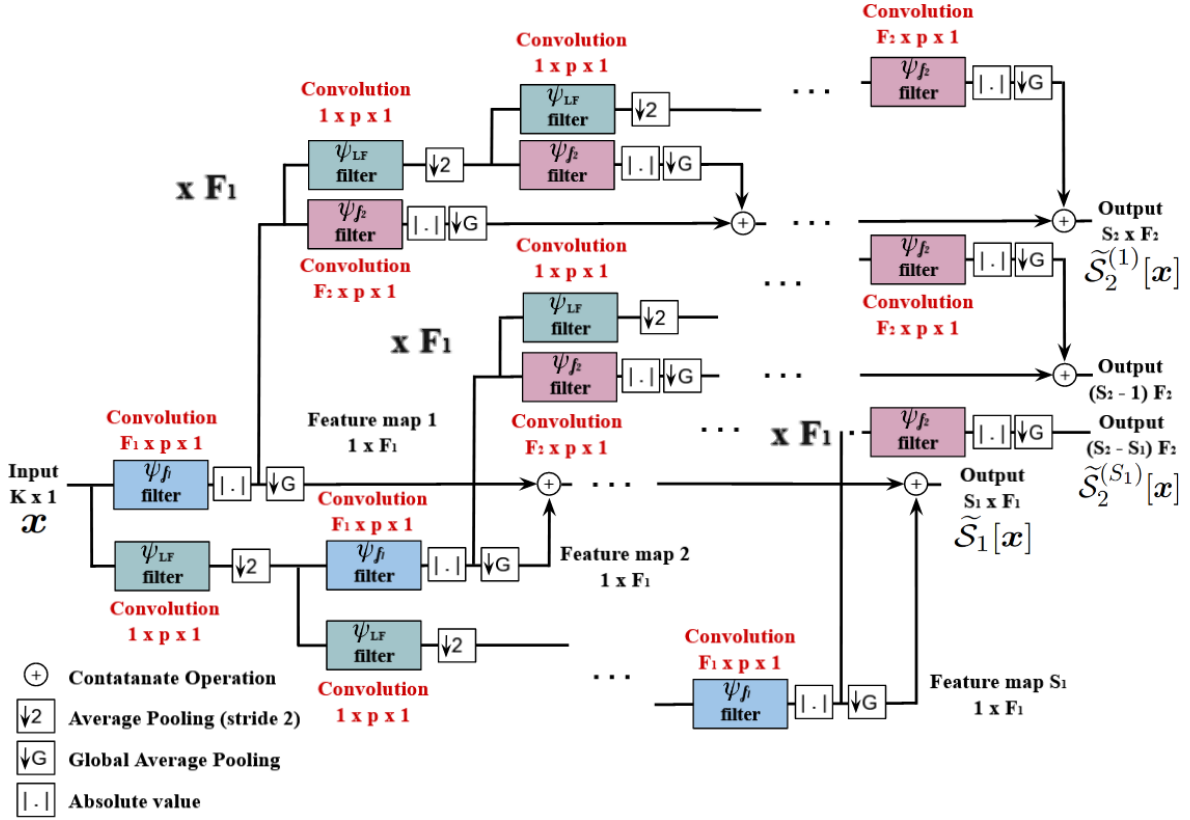 Convolution
1 x p x 1
Convolution
F₂ x p x 1
ψf₂
filter
| . |
↓G
. . .
Convolution
1 x p x 1
ψLF
filter
↓2
ψLF
filter
↓2
ψf₂
filter
| . |
↓G
x F₁
ψf₂
filter
| . |
↓G
+
. . .
+
Output
S₂ x F₂
S̃₂⁽¹⁾[x]
Convolution
F₂ x p x 1
Convolution
1 x p x 1
ψf₂
filter
| . |
↓G
. . .
Convolution
F₂ x p x 1
ψLF
filter
↓2
x F₁
ψf₂
filter
| . |
↓G
. . .
+
Output
(S₂ - 1) F₂
Convolution
F₁ x p x 1
Feature map 1
1 x F₁
Convolution
F₂ x p x 1
. . .
x F₁
. .
ψf₂
filter
| . |
↓G
Output
(S₂ - S₁) F₂
S̃₂⁽ˢ¹⁾[x]
Input
K x 1
x
ψf₁
filter
| . |
↓G
+
. . .
+
Output
S₁ x F₁
S̃₁[x]
Convolution
F₁ x p x 1
ψLF
filter
↓2
ψf₁
filter
| . |
↓G
Feature map 2
1 x F₁
Convolution
1 x p x 1
ψLF
filter
↓2
Convolution
1 x p x 1
. . .
Convolution
F₁ x p x 1
ψf₁
filter
| . |
↓G
Feature map S₁
1 x F₁
+ Contatanate Operation
↓2 Average Pooling (stride 2)
↓G Global Average Pooling
| . | Absolute value